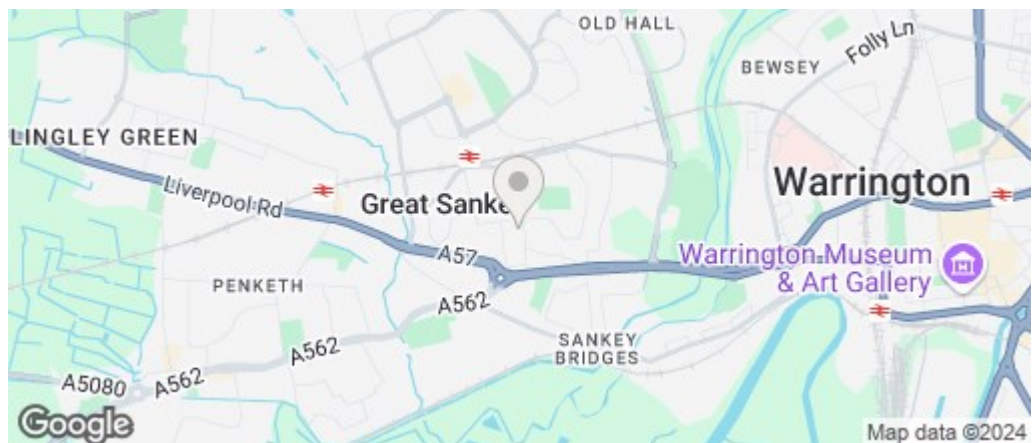 OLD HALL
Folly Ln
BEWSEY
LINGLEY GREEN
Liverpool Rd
Great Sanke
Warrington
A57
Warrington Museum
& Art Gallery
PENKETH
A562
SANKEY
BRIDGES
A562
A5080
A562
Google
Map data ©2024